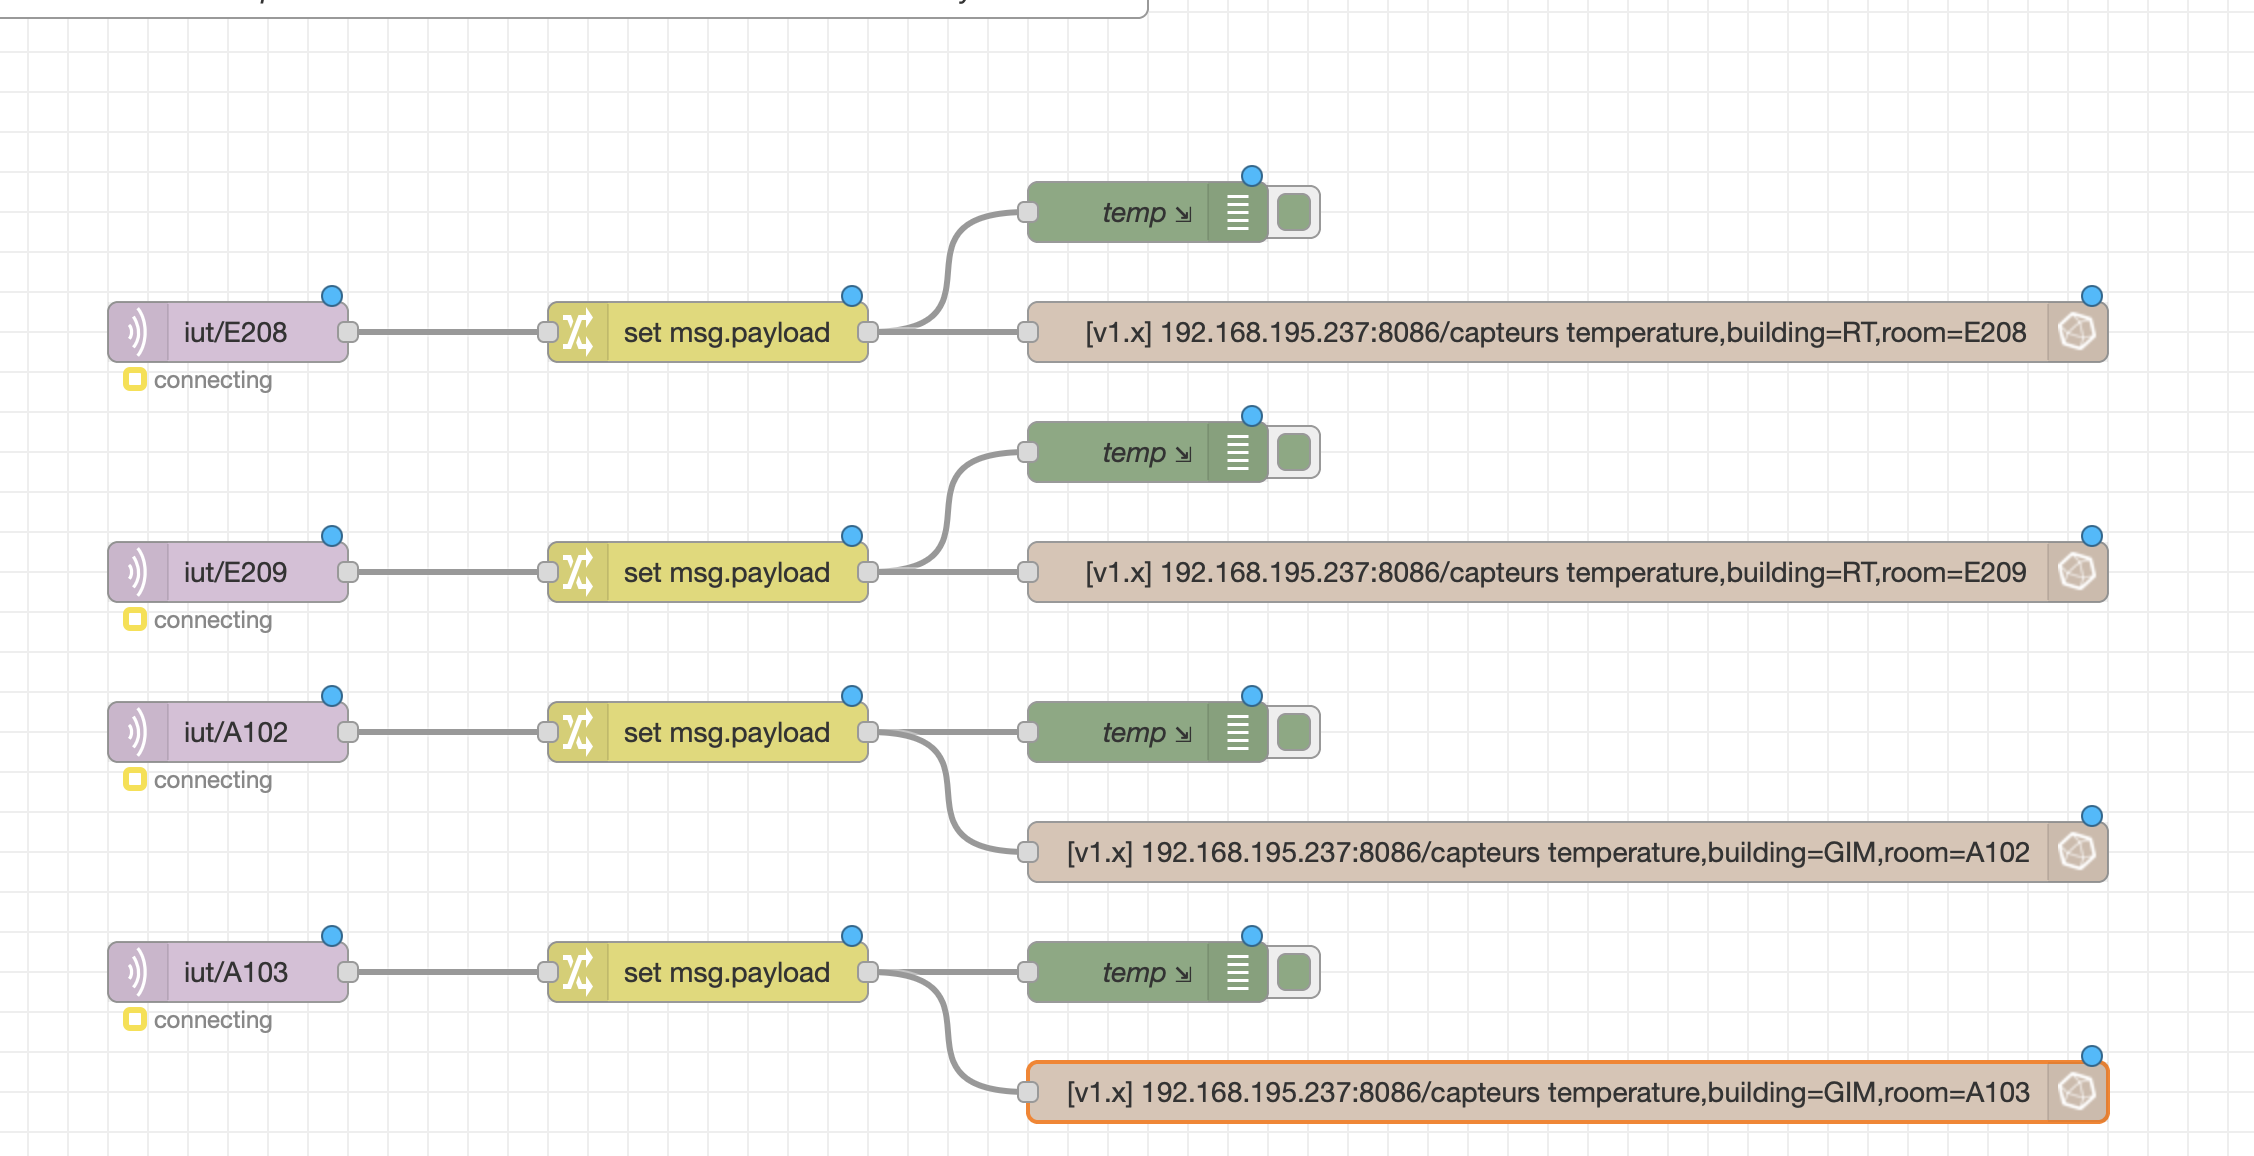 temp
iut/E208
set msg.payload
[v1.x] 192.168.195.237:8086/capteurs temperature,building=RT,room=E208
connecting
temp
iut/E209
set msg.payload
[v1.x] 192.168.195.237:8086/capteurs temperature,building=RT,room=E209
connecting
iut/A102
set msg.payload
temp
connecting
[v1.x] 192.168.195.237:8086/capteurs temperature,building=GIM,room=A102
iut/A103
set msg.payload
temp
connecting
[v1.x] 192.168.195.237:8086/capteurs temperature,building=GIM,room=A103